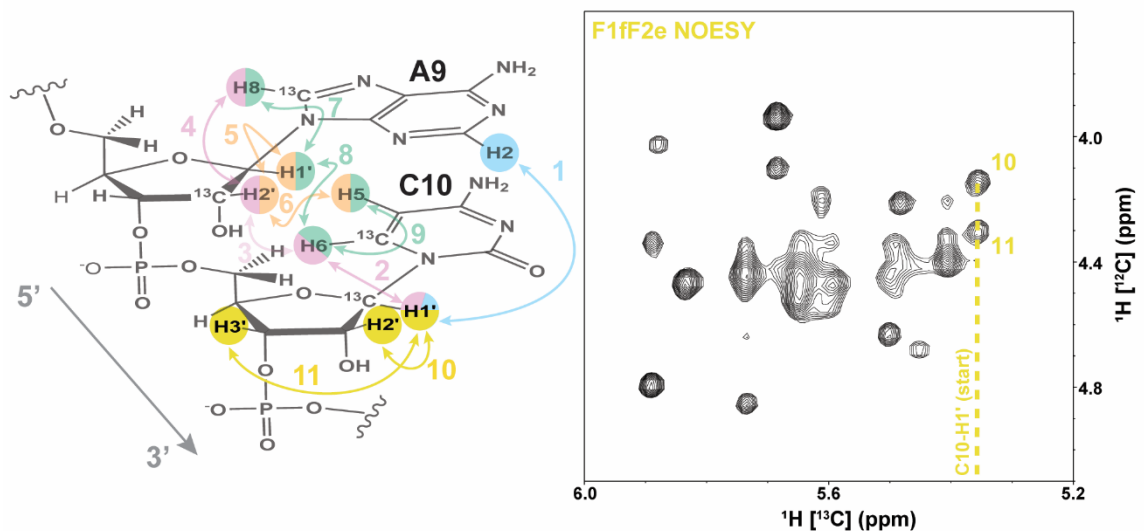 F1fF2e NOESY
A9
NH₂
H8
¹³C
N
N
N
N
N
7
4
5
8
1
H
H
O
H2
H1'
O
H
H
¹³C
H2'
H5
C10
NH₂
6
OH
3
H6
¹³C
N
9
N
O
H
H
2
O⁻
P
O
O
5'
O
¹³C
H1'
H
H3'
H2'
OH
11
10
O
⁻O
P
O
O
3'
10
11
C10-H1' (start)
4.0
4.4
4.8
¹H [¹²C] (ppm)
6.0
5.6
5.2
¹H [¹³C] (ppm)